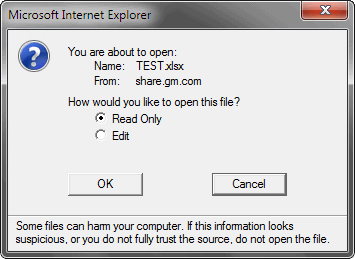 Microsoft Internet Explorer
You are about to open:
Name: TEST.xlsx
From: share.gm.com
How would you like to open this file?
Read Only
Edit
OK
Cancel
Some files can harm your computer. If this information looks
suspicious, or you do not fully trust the source, do not open the file.